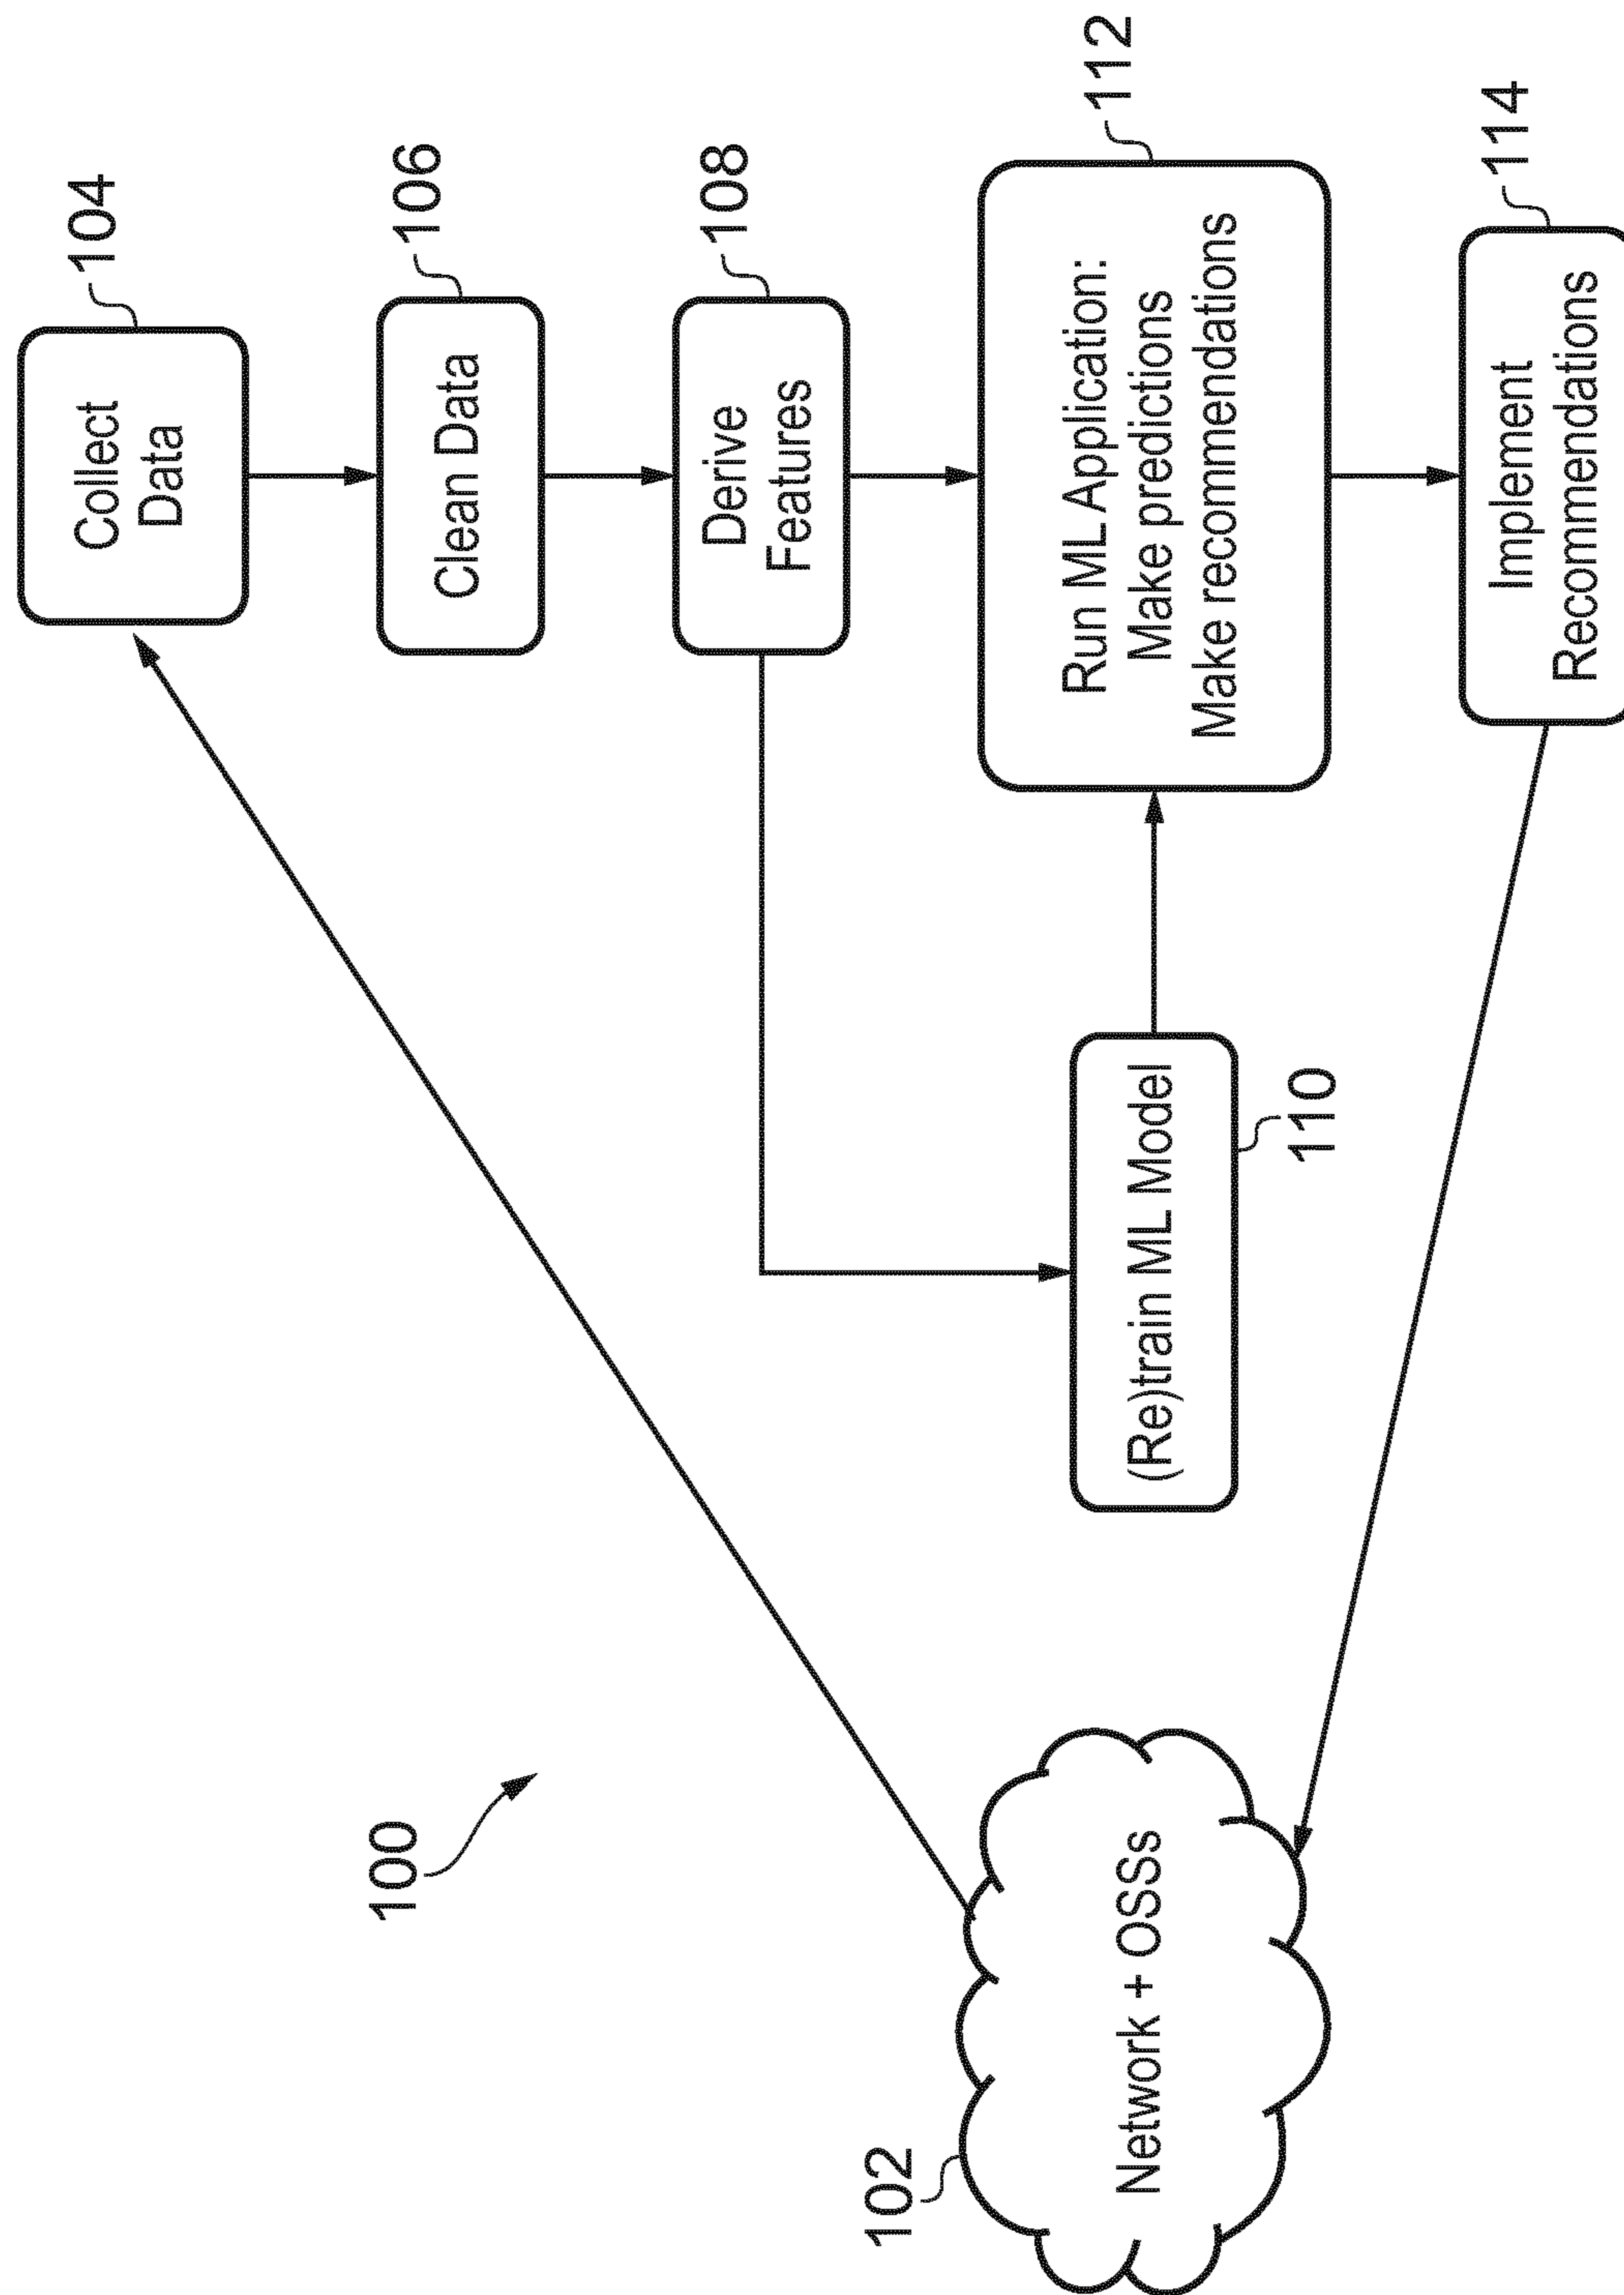 100
102
Network + OSSs
104
Collect
Data
106
Clean Data
108
Derive
Features
110
(Re)train ML Model
112
Run ML Application:
Make predictions
Make recommendations
114
Implement
Recommendations